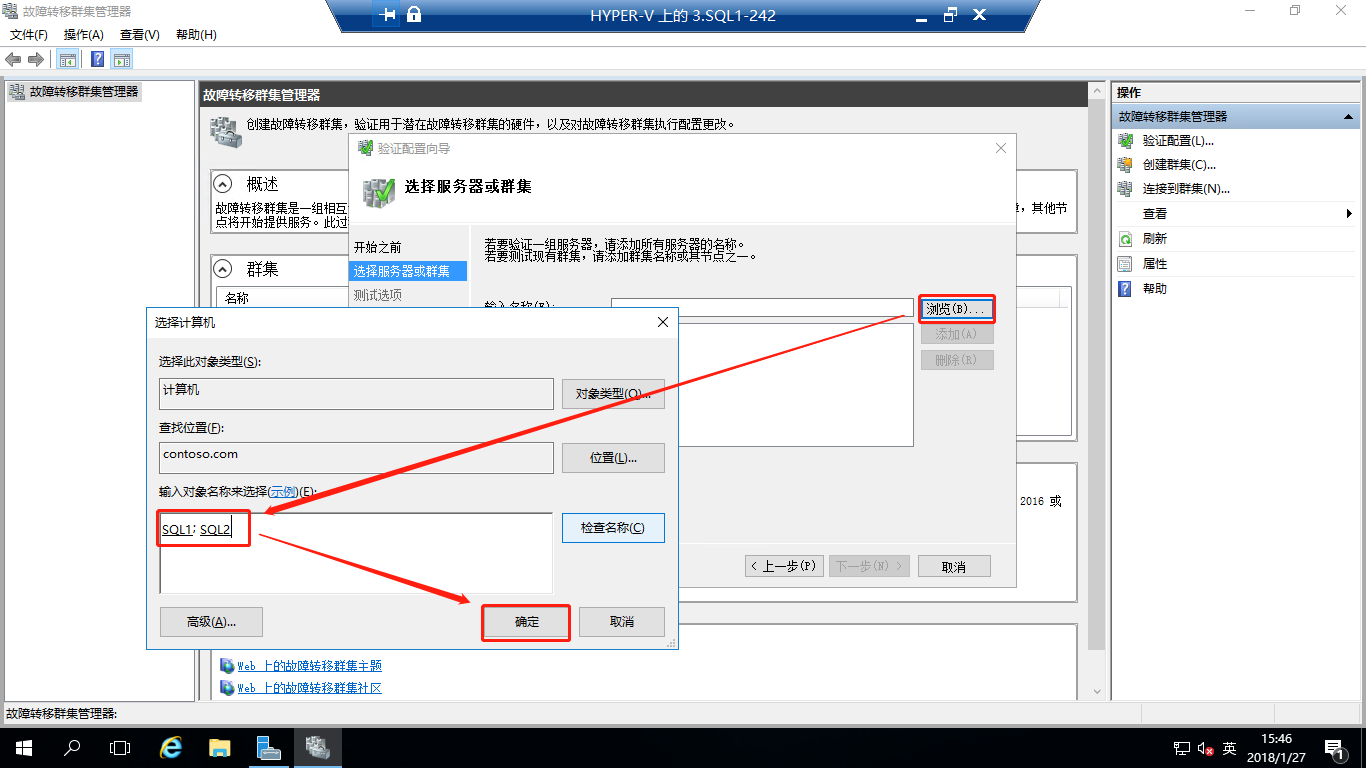 故障转移群集管理器
HYPER-V 上的 3.SQL1-242
文件(F) 操作(A) 查看(V) 帮助(H)
故障转移群集管理器
故障转移群集管理器
创建故障转移群集，验证用于潜在故障转移群集的硬件，以及对故障转移群集执行配置更改。
概述
故障转移群集是一组相互
点将开始提供服务。此过
，其他节
群集
名称
2016 或
Web 上的故障转移群集主题
Web 上的故障转移群集社区
验证配置向导
选择服务器或群集
开始之前
选择服务器或群集
测试选项
若要验证一组服务器，请添加所有服务器的名称。
若要测试现有群集，请添加群集名称或其节点之一。
浏览(B)...
添加(A)
删除(R)
< 上一步(P) 下一步(N) > 取消
选择计算机
选择此对象类型(S):
计算机
对象类型(O)...
查找位置(F):
contoso.com
位置(L)...
输入对象名称来选择(示例)(E):
SQL1; SQL2
检查名称(C)
高级(A)... 确定 取消
操作
故障转移群集管理器
验证配置(L)...
创建群集(C)...
连接到群集(N)...
查看
刷新
属性
帮助
故障转移群集管理器:
英
15:46
2018/1/27
1